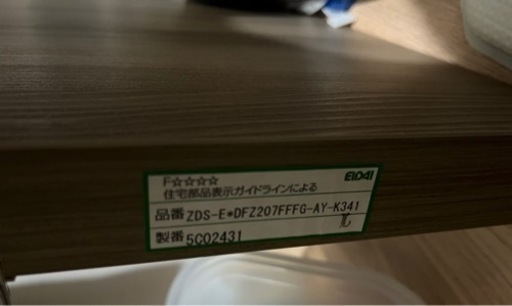 F☆☆☆☆ EIDAI
住宅部品表示ガイドラインによる
品番 ZDS-E*DFZ207FFFG-AY-K341
製番 5C02431